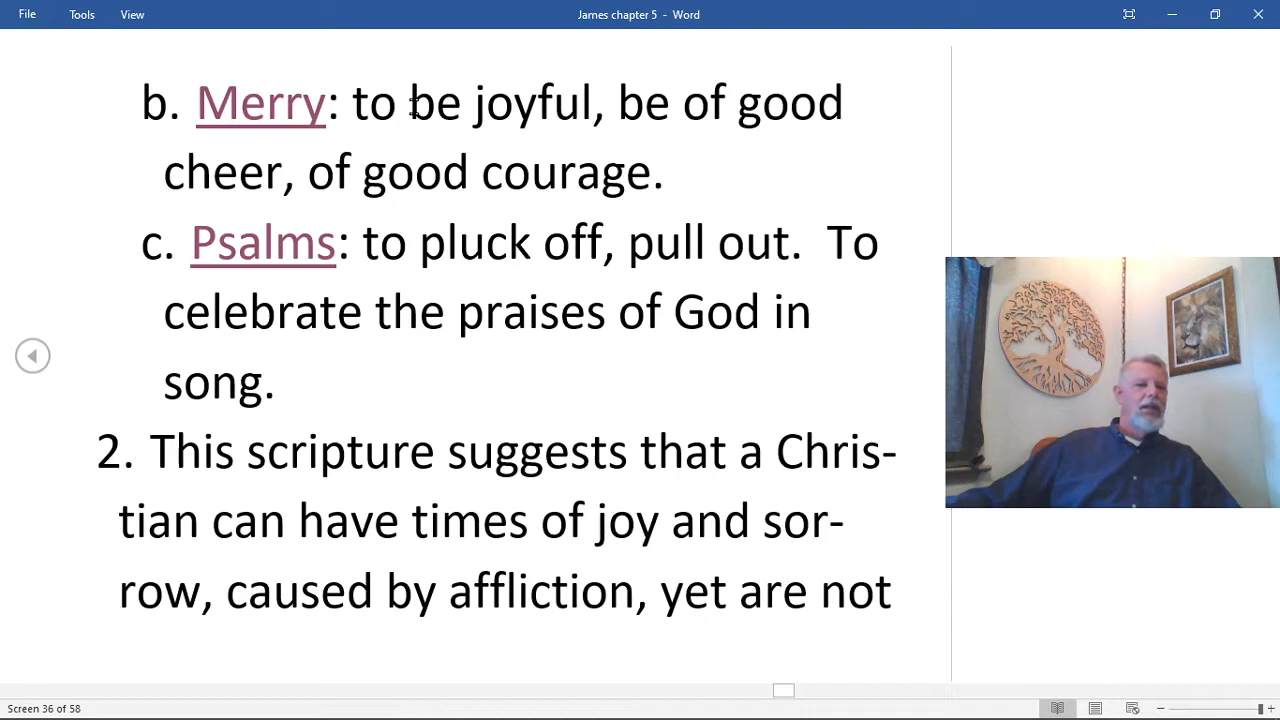 File Tools View James chapter 5 - Word
b. Merry: to be joyful, be of good
cheer, of good courage.
c. Psalms: to pluck off, pull out. To
celebrate the praises of God in
song.
2. This scripture suggests that a Chris-
tian can have times of joy and sor-
row, caused by affliction, yet are not
Screen 36 of 58